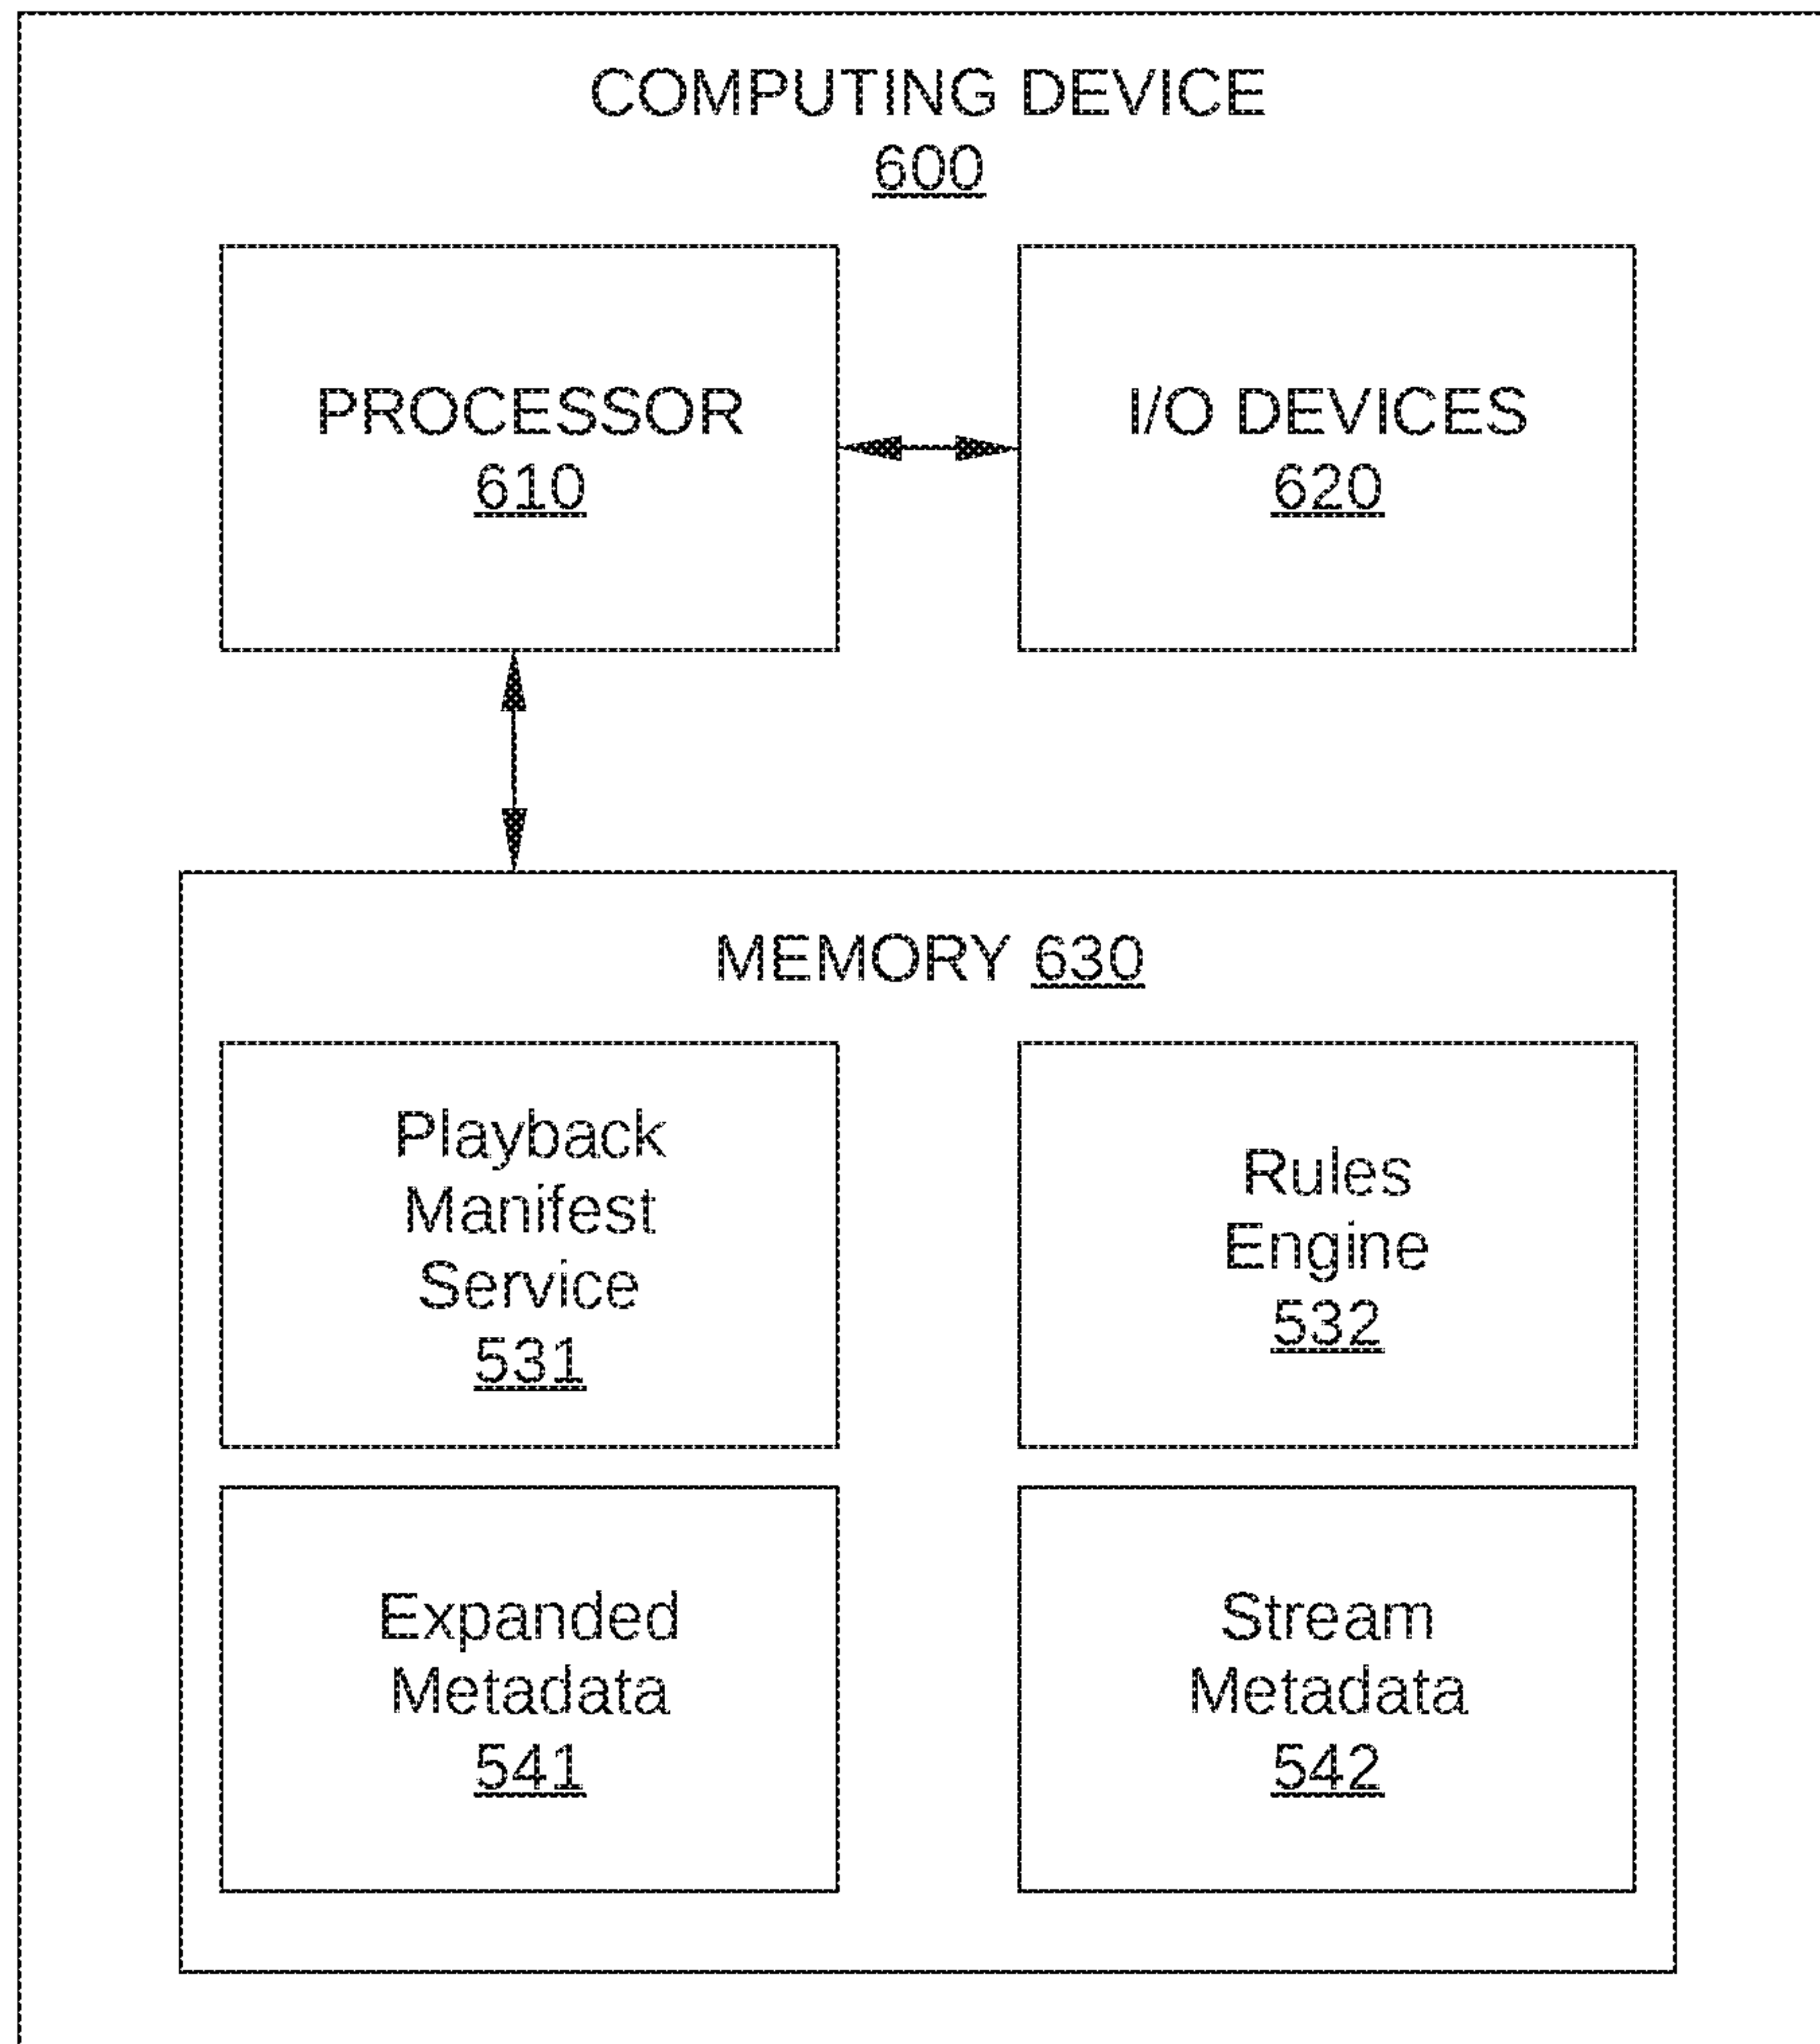 COMPUTING DEVICE
600
PROCESSOR
610
I/O DEVICES
620
MEMORY 630
Playback
Manifest
Service
531
Rules
Engine
532
Expanded
Metadata
541
Stream
Metadata
542